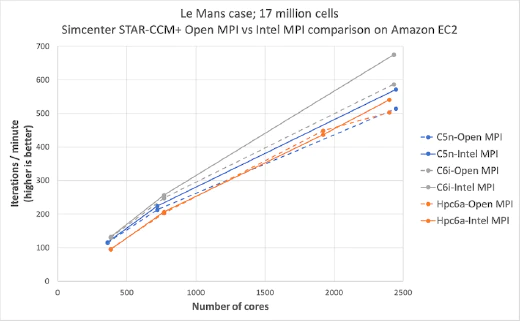 Le Mans case; 17 million cells
Simcenter STAR-CCM+ Open MPI vs Intel MPI comparison on Amazon EC2
700
600
500
400
300
200
100
0
Iterations / minute
(higher is better)
0
500
1000
1500
2000
2500
Number of cores
C5n-Open MPI
C5n-Intel MPI
C6i-Open MPI
C6i-Intel MPI
Hpc6a-Open MPI
Hpc6a-Intel MPI